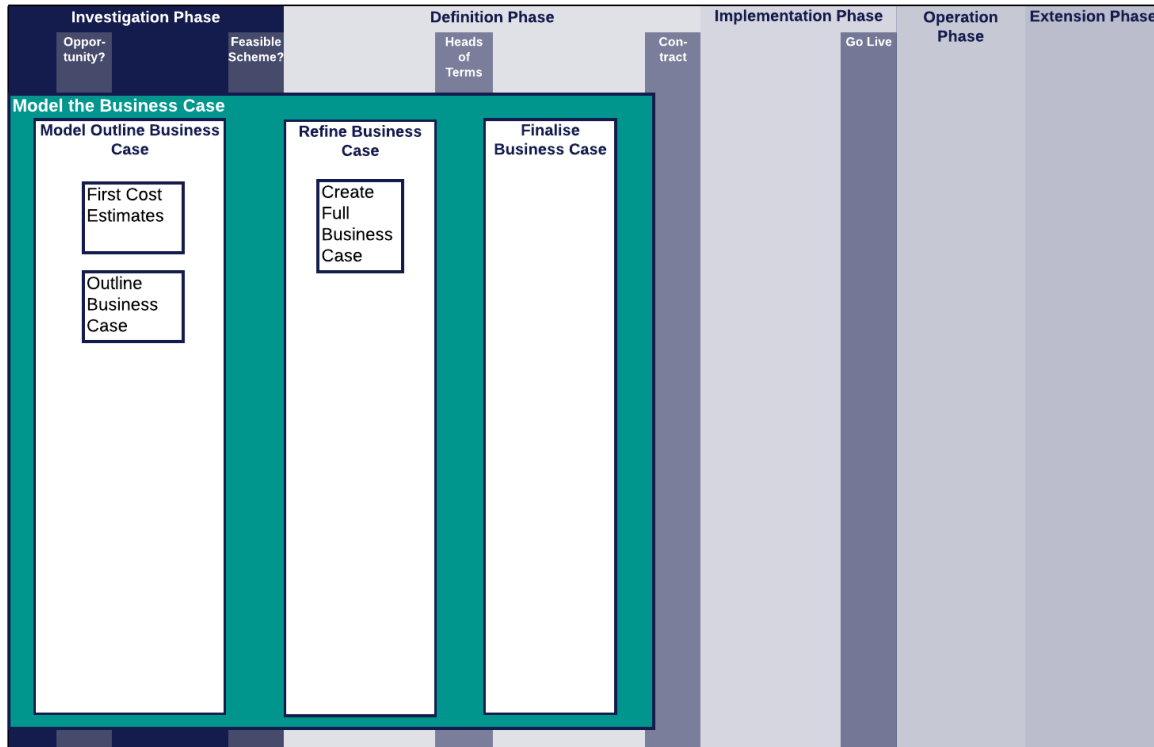 Investigation Phase
Definition Phase
Implementation Phase
Operation
Phase
Extension Phase
Oppor-
tunity?
Feasible
Scheme?
Heads
of
Terms
Con-
tract
Go Live
Model the Business Case
Model Outline Business
Case
First Cost
Estimates
Outline
Business
Case
Refine Business
Case
Create
Full
Business
Case
Finalise
Business Case